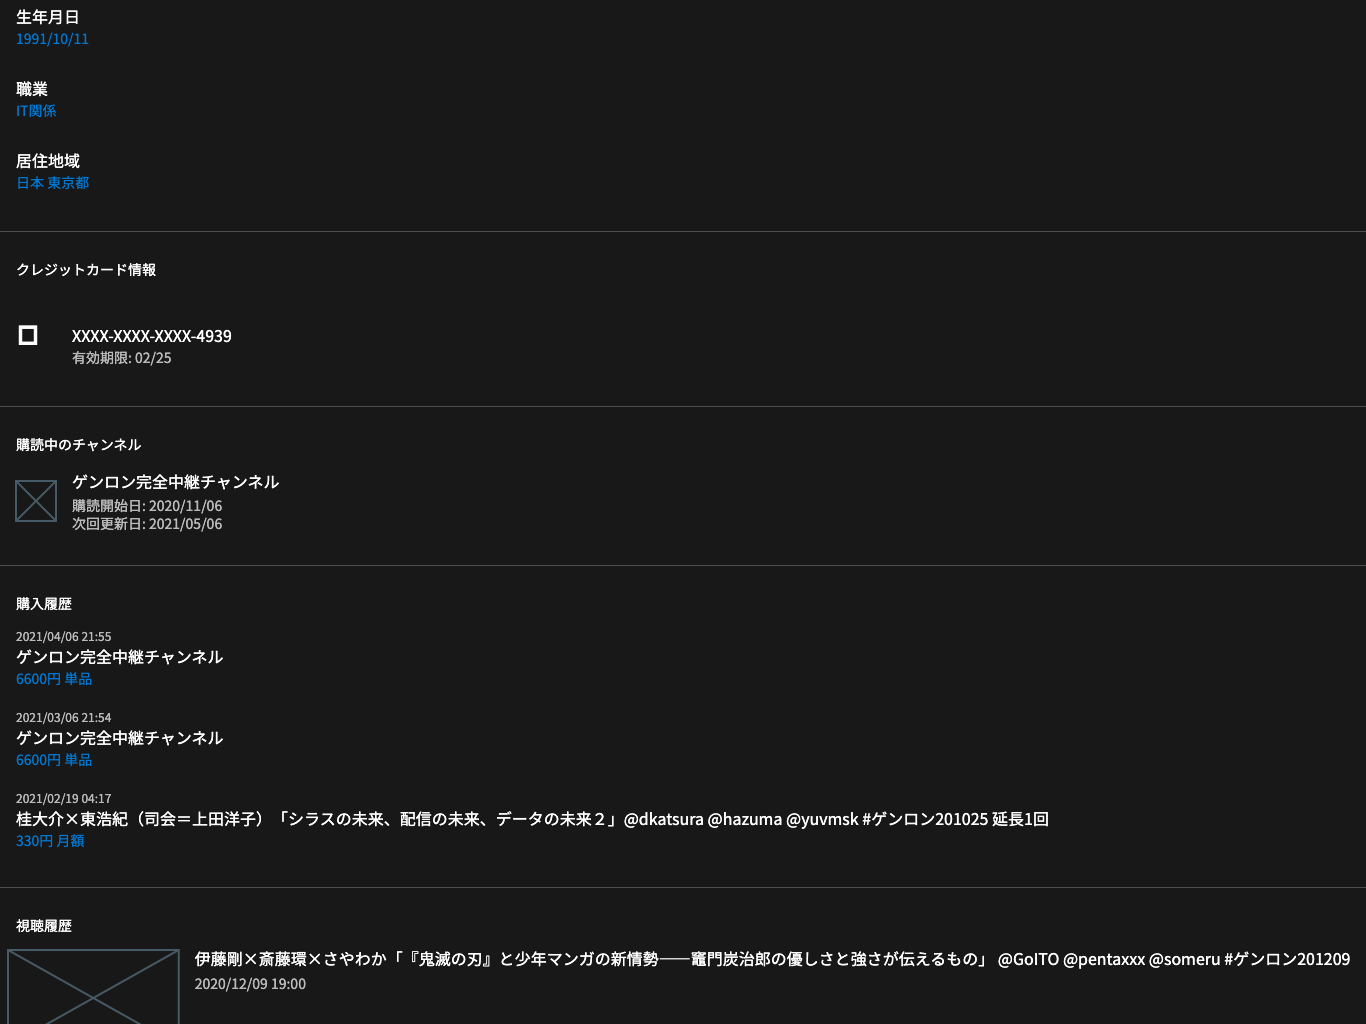 生年月日
1991/10/11
職業
IT関係
居住地域
日本 東京都
クレジットカード情報
XXXX-XXXX-XXXX-4939
有効期限: 02/25
購読中のチャンネル
ゲンロン完全中継チャンネル
購読開始日: 2020/11/06
次回更新日: 2021/05/06
購入履歴
2021/04/06 21:55
ゲンロン完全中継チャンネル
6600円 単品
2021/03/06 21:54
ゲンロン完全中継チャンネル
6600円 単品
2021/02/19 04:17
桂大介×東浩紀（司会＝上田洋子）「シラスの未来、配信の未来、データの未来２」@dkatsura @hazuma @yuvmsk #ゲンロン201025 延長1回
330円 月額
視聴履歴
伊藤剛×斎藤環×さやわか「『鬼滅の刃』と少年マンガの新情勢──竈門炭治郎の優しさと強さが伝えるもの」 @GoITO @pentaxxx @someru #ゲンロン201209
2020/12/09 19:00